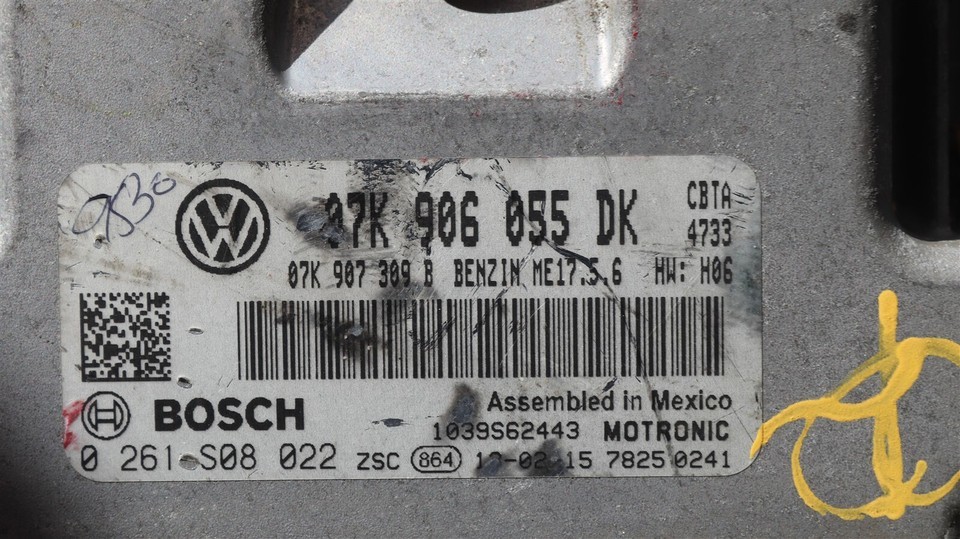 07K 906 055 DK
CBTA
4733
07K 907 309 B BENZIN ME17.5.6 HW: H06
BOSCH
Assembled in Mexico
1039S62443 MOTRONIC
0 261 S08 022 ZSC 864 7825 0241